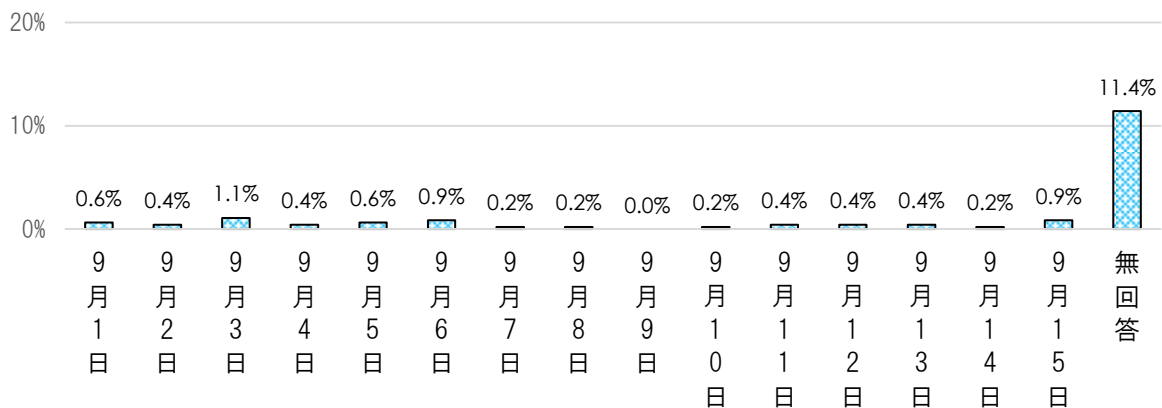 20%
10%
0%
0.6%
0.4%
1.1%
0.4%
0.6%
0.9%
0.2%
0.2%
0.0%
0.2%
0.4%
0.4%
0.4%
0.2%
0.9%
11.4%
9月1日
9月2日
9月3日
9月4日
9月5日
9月6日
9月7日
9月8日
9月9日
9月10日
9月11日
9月12日
9月13日
9月14日
9月15日
無回答